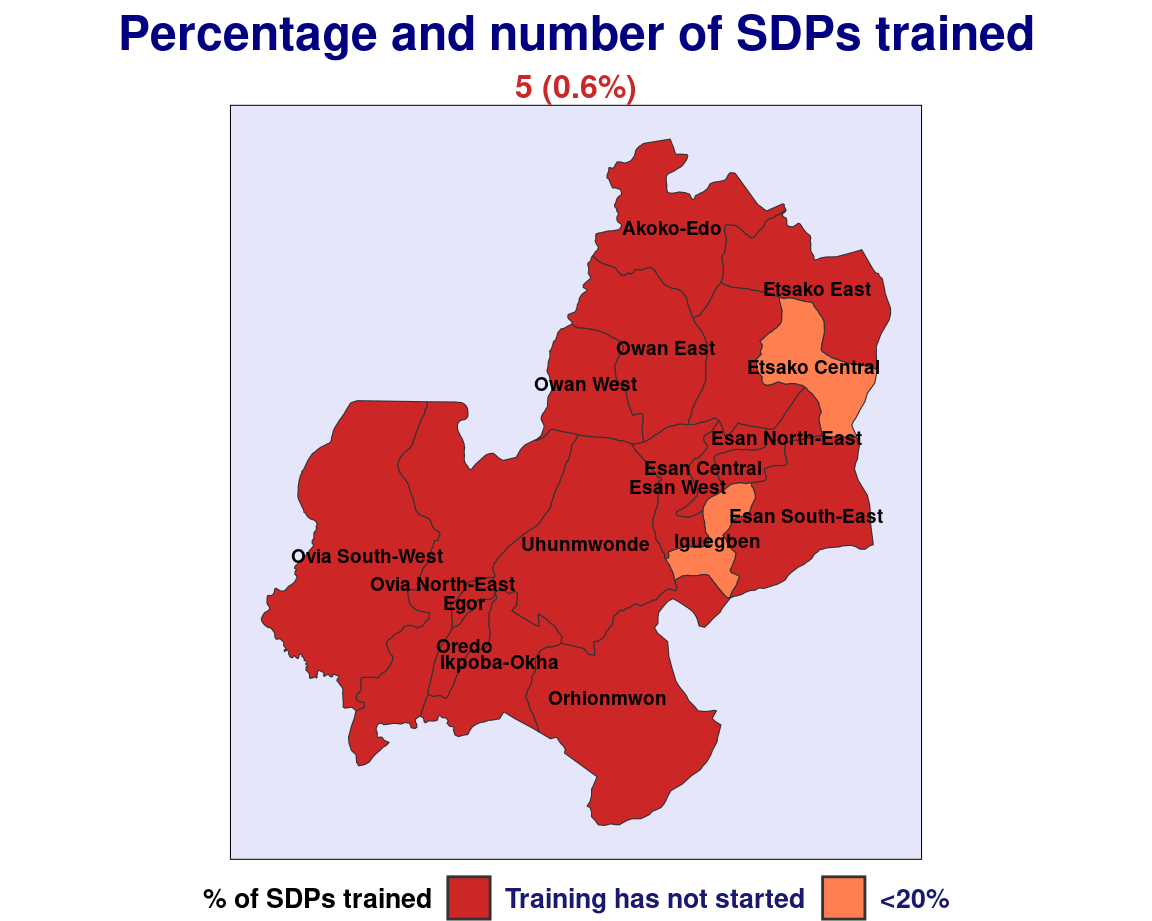 Percentage and number of SDPs trained
5 (0.6%)
Akoko-Edo
Etsako East
Owan East
Etsako Central
Owan West
Esan North-East
Esan Central
Esan West
Esan South-East
Iguegben
Uhunmwonde
Ovia South-West
Ovia North-East
Egor
Oredo
Ikpoba-Okha
Orhionmwon
% of SDPs trained Training has not started <20%